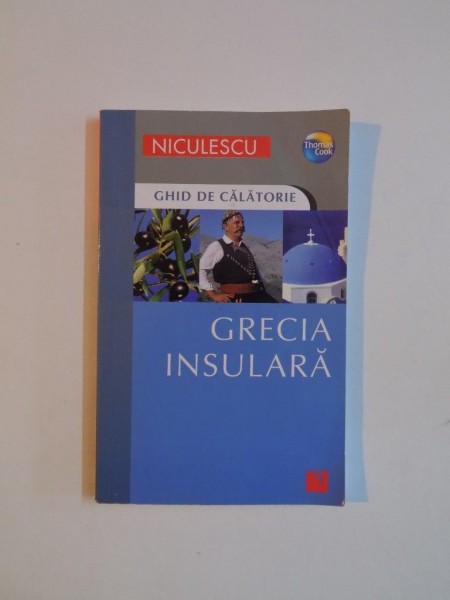 NICULESCU
Thomas
Cook
GHID DE CĂLĂTORIE
GRECIA
INSULARĂ